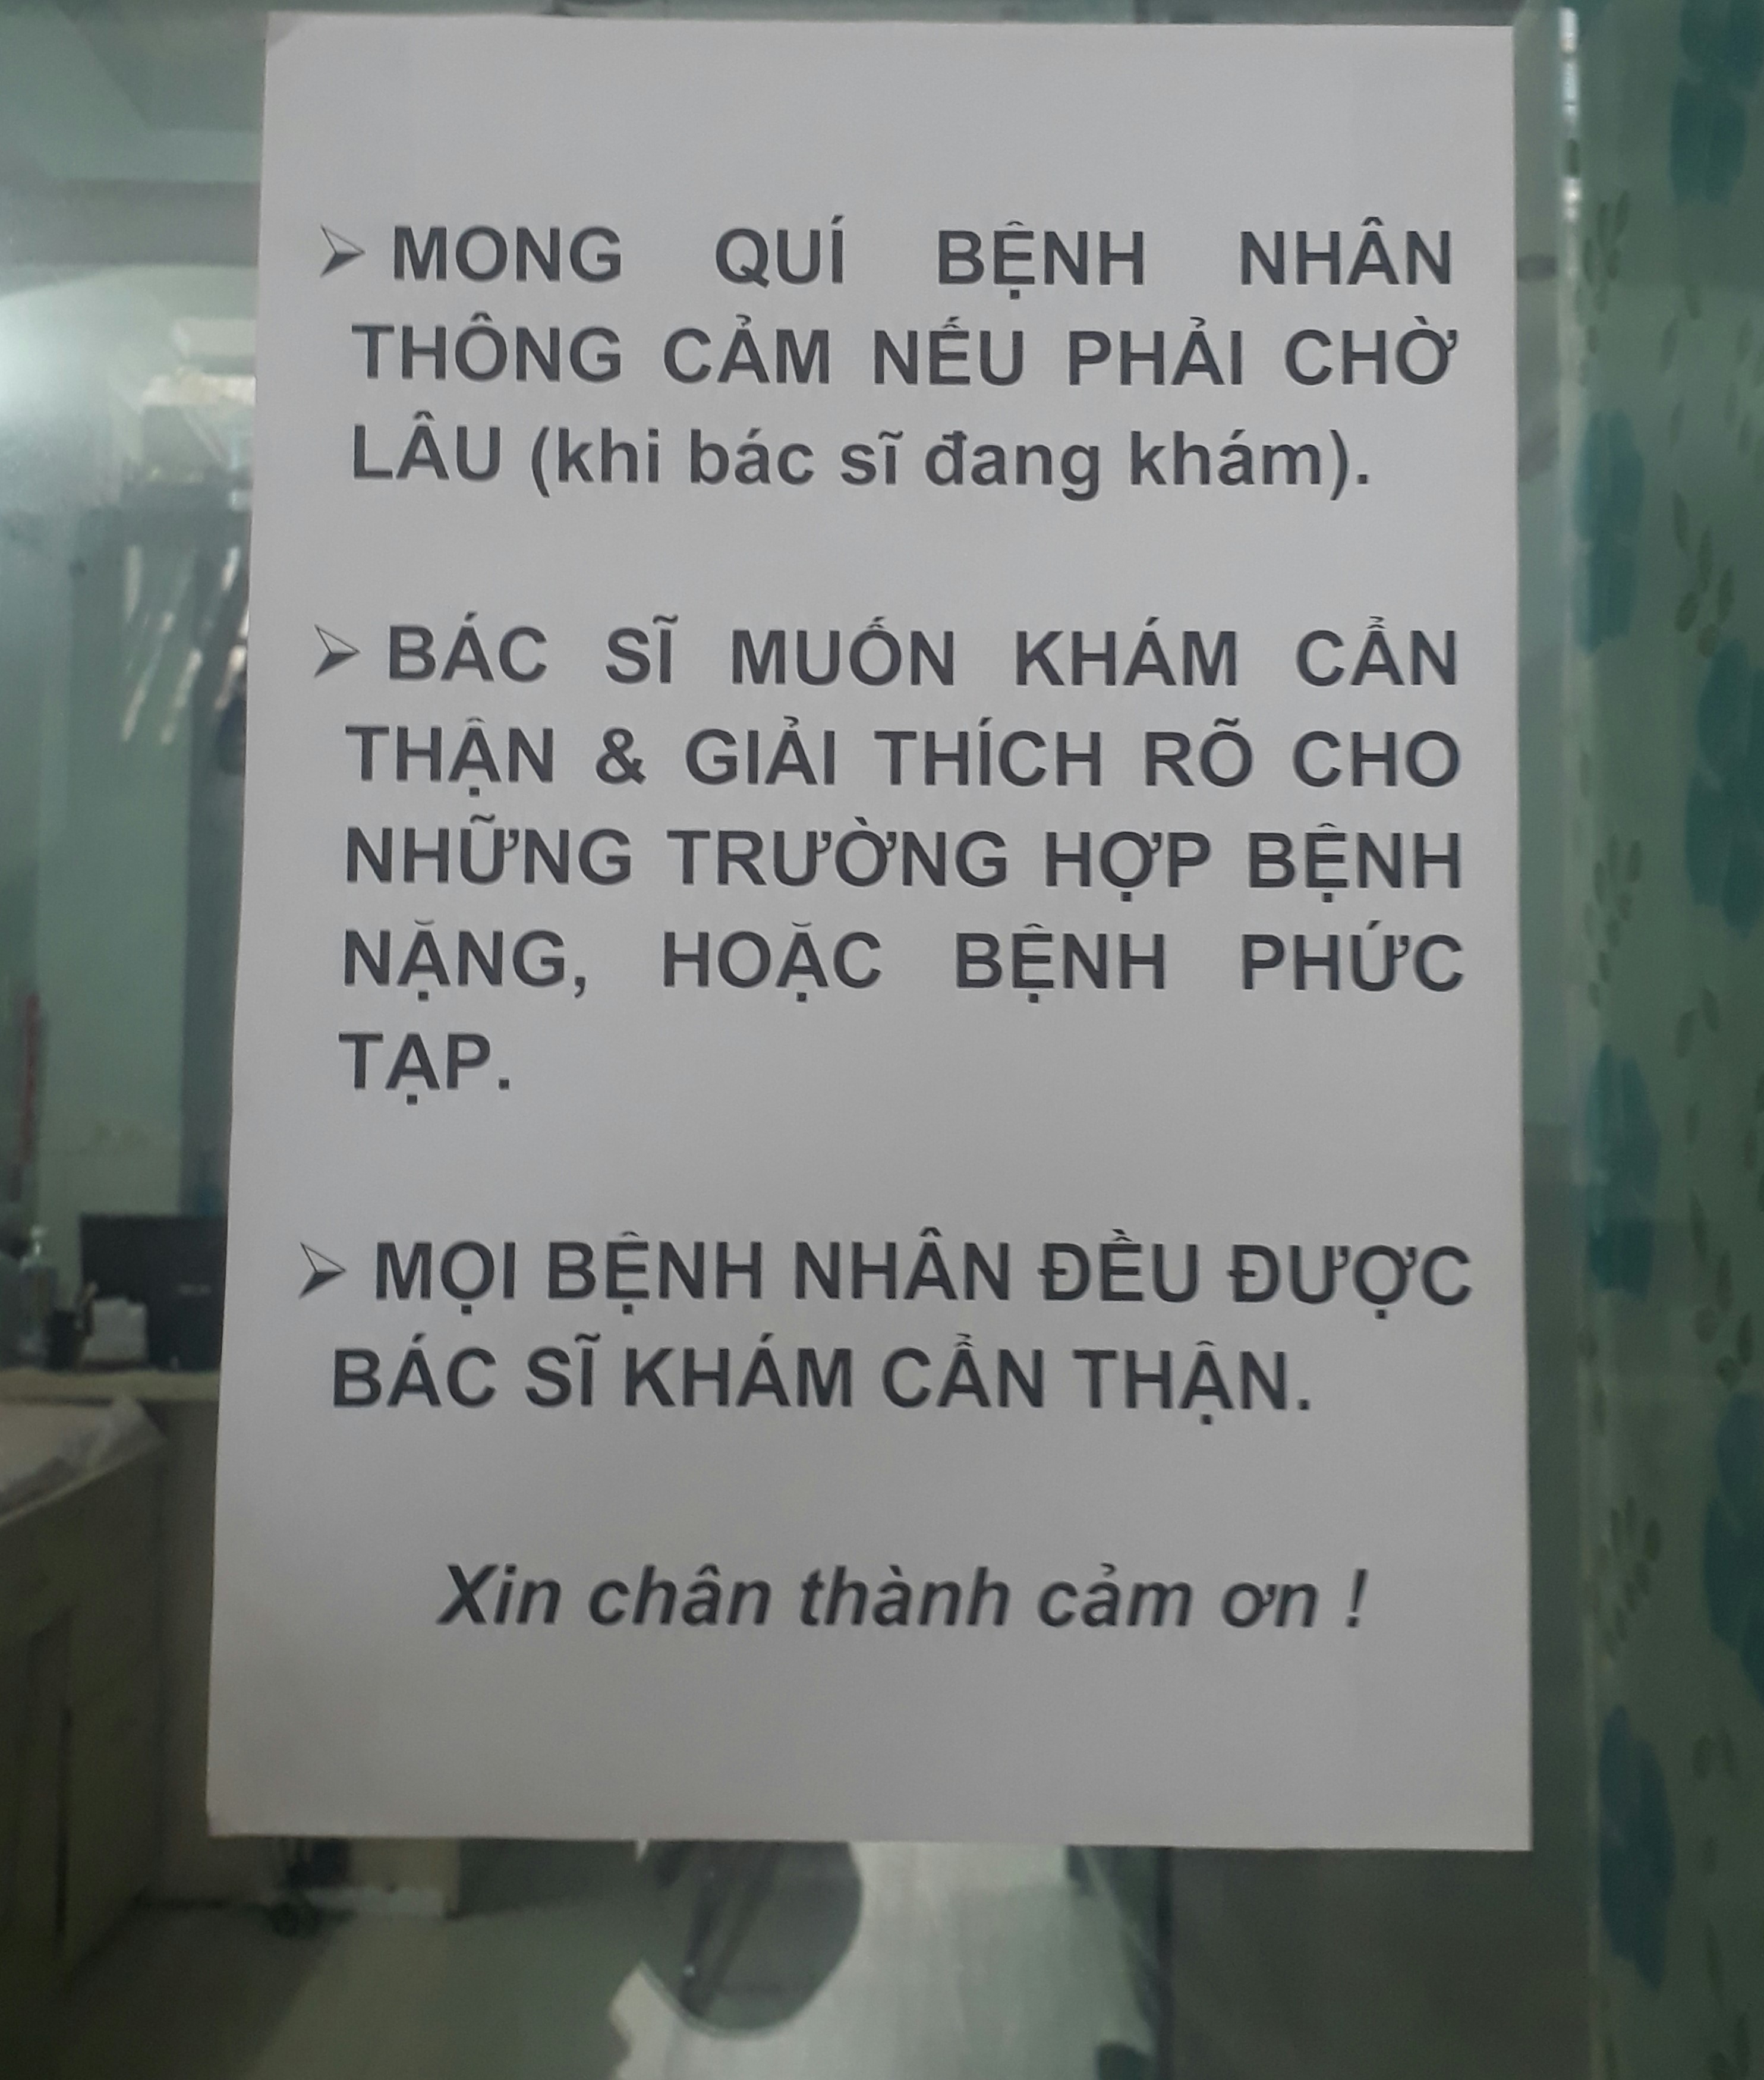 ➢ MONG QUÍ BỆNH NHÂN
THÔNG CẢM NẾU PHẢI CHỜ
LÂU (khi bác sĩ đang khám).
➢ BÁC SĨ MUỐN KHÁM CẨN
THẬN & GIẢI THÍCH RÕ CHO
NHỮNG TRƯỜNG HỢP BỆNH
NẶNG, HOẶC BỆNH PHỨC
TẠP.
➢ MỌI BỆNH NHÂN ĐỀU ĐƯỢC
BÁC SĨ KHÁM CẨN THẬN.
Xin chân thành cảm ơn !